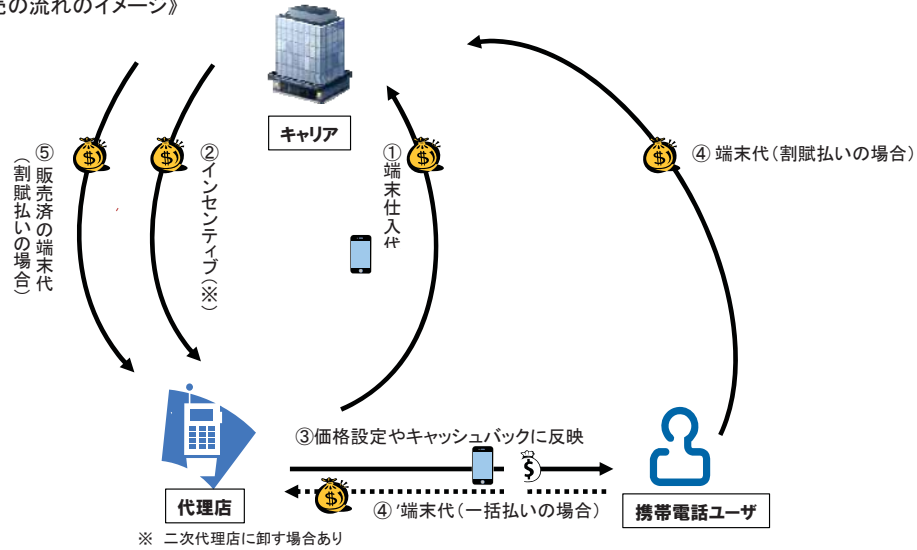 売の流れのイメージ》
キャリア
⑤販売済の端末代
(割賦払いの場合)
②インセンティブ(※)
①端末仕入代
④ 端末代(割賦払いの場合)
③価格設定やキャッシュバックに反映
④ ’端末代(一括払いの場合)
代理店
携帯電話ユーザ
※ 二次代理店に卸す場合あり